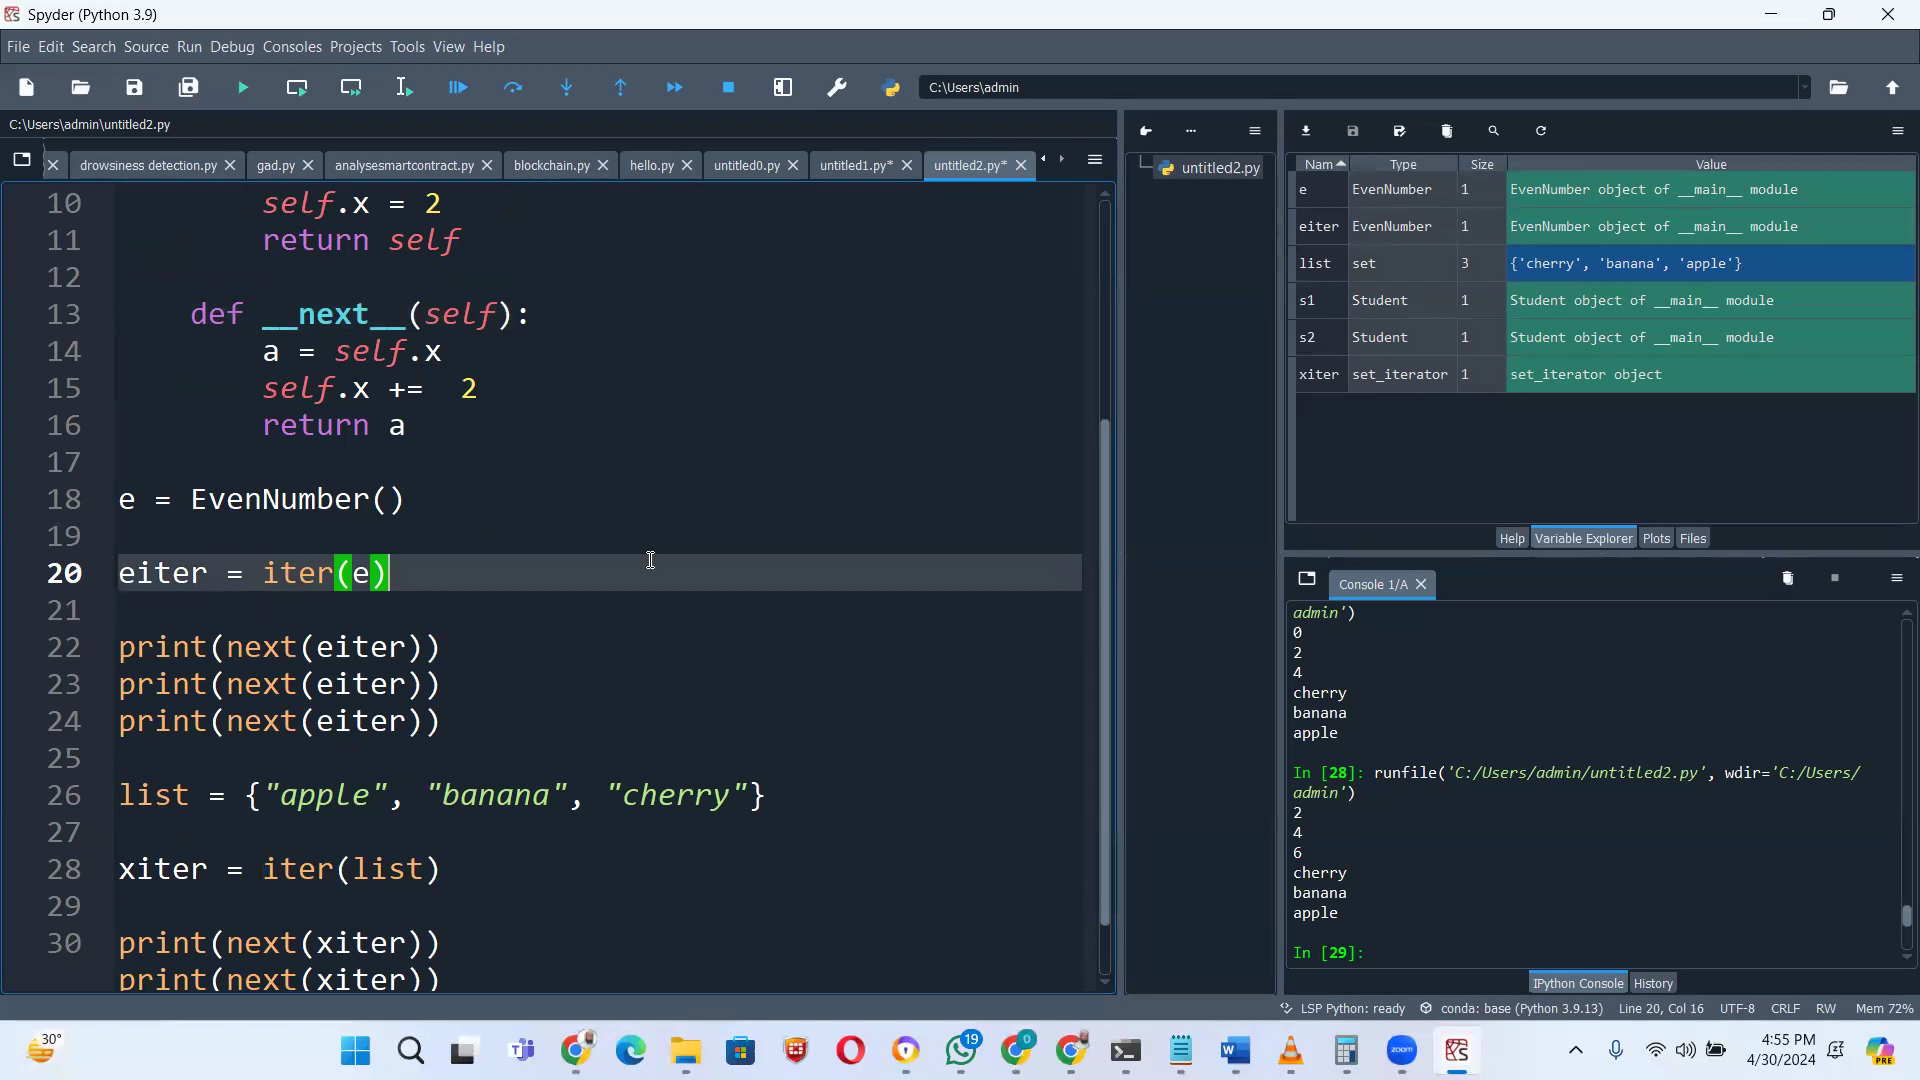 Spyder (Python 3.9)
File Edit Search Source Run Debug Consoles Projects Tools View Help
C:\Users\admin
C:\Users\admin\untitled2.py
drowsiness detection.py gad.py analysesmartcontract.py blockchain.py hello.py untitled0.py untitled1.py* untitled2.py*
10 self.x = 2
11 return self
12
13 def __next__(self):
14 a = self.x
15 self.x +=  2
16 return a
17
18 e = EvenNumber()
19
20 eiter = iter(e)
21
22 print(next(eiter))
23 print(next(eiter))
24 print(next(eiter))
25
26 list = {"apple", "banana", "cherry"}
27
28 xiter = iter(list)
29
30 print(next(xiter))
print(next(xiter))
untitled2.py
Nam Type Size Value
e EvenNumber 1 EvenNumber object of __main__ module
eiter EvenNumber 1 EvenNumber object of __main__ module
list set 3 {'cherry', 'banana', 'apple'}
s1 Student 1 Student object of __main__ module
s2 Student 1 Student object of __main__ module
xiter set_iterator 1 set_iterator object
Help Variable Explorer Plots Files
Console 1/A
admin')
0
2
4
cherry
banana
apple
In [28]: runfile('C:/Users/admin/untitled2.py', wdir='C:/Users/
admin')
2
4
6
cherry
banana
apple
In [29]:
IPython Console History
LSP Python: ready conda: base (Python 3.9.13) Line 20, Col 16 UTF-8 CRLF RW Mem 72%
30°
19
0
zoom
4:55 PM
4/30/2024
PRE